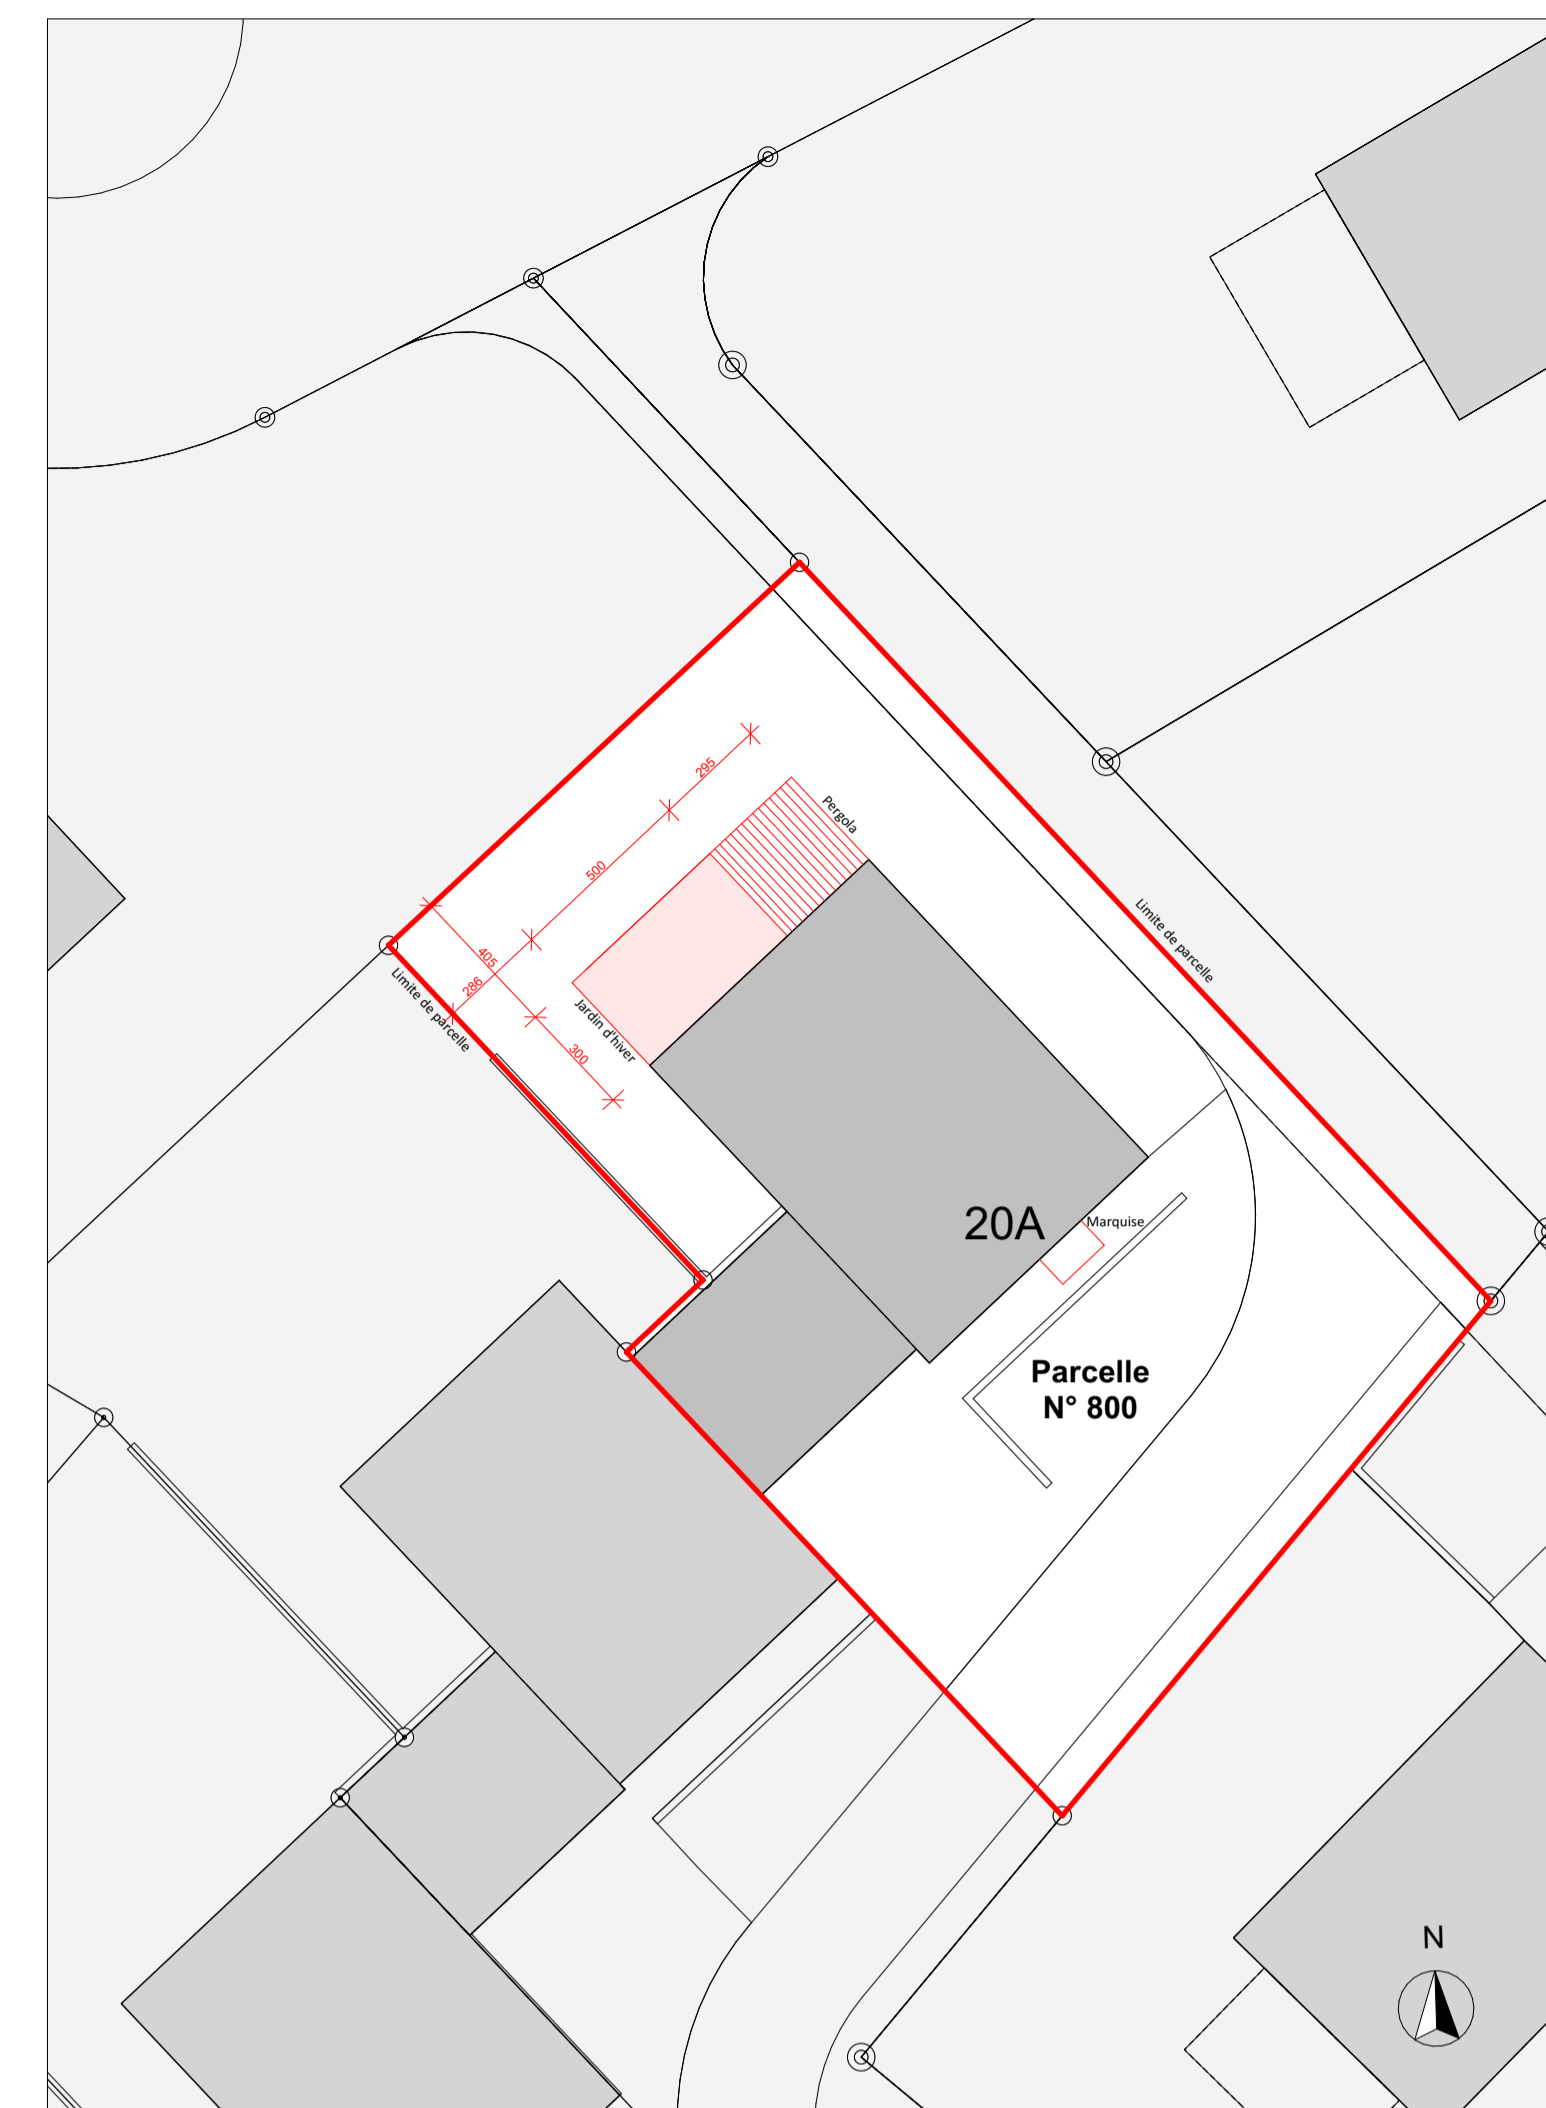 295
Pergola
500
405
286
Limite de parcelle
Limite de parcelle
Jardin d'hiver
300
20A
Marquise
Parcelle
N° 800
N